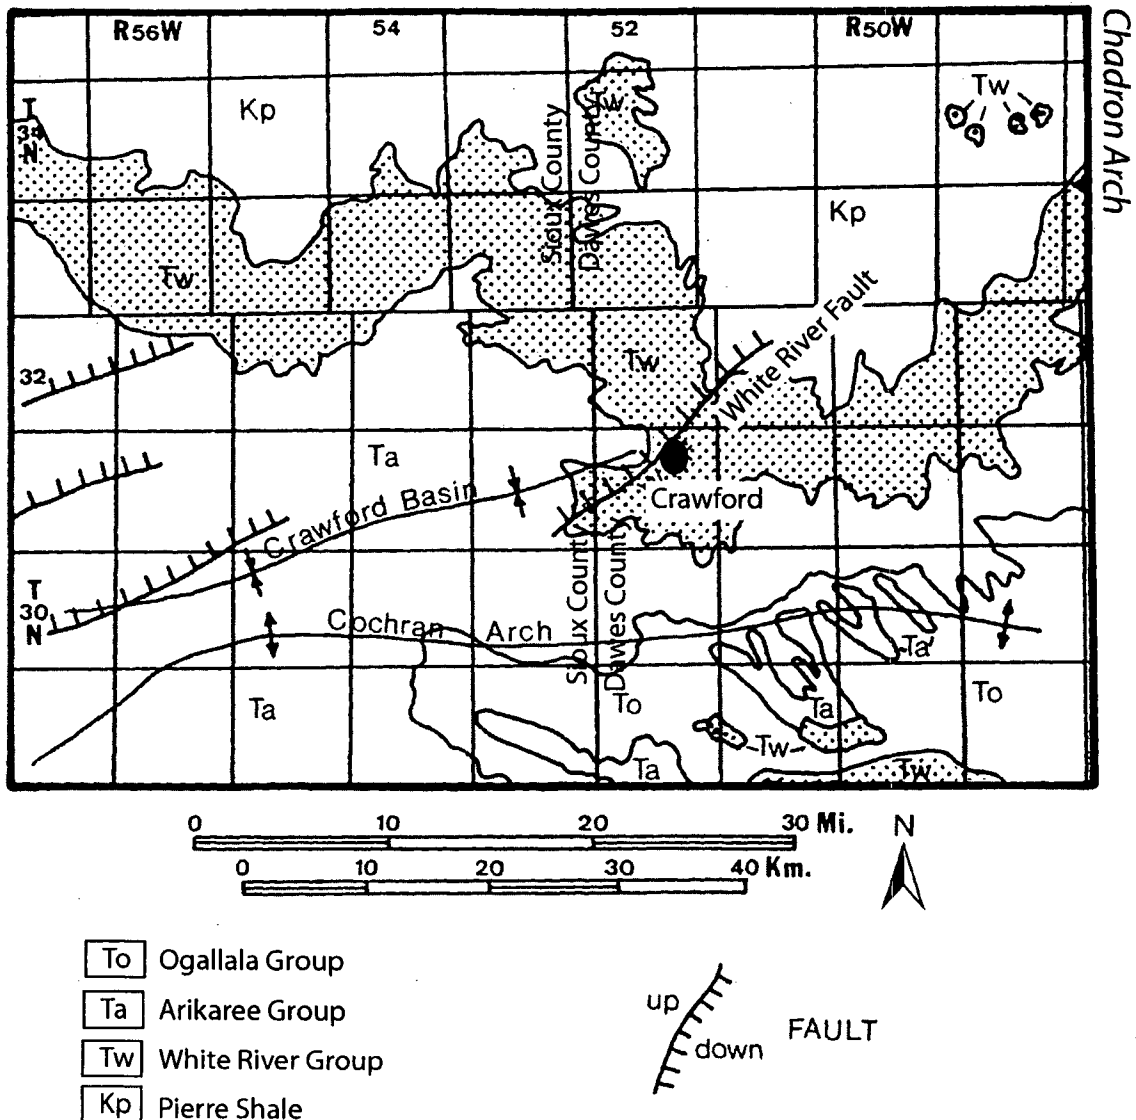 R56W 54 52 R50W
Chadron Arch
Tw
T
34
N
Kp
Tw
Sioux County
Dawes County
Kp
Tw
White River Fault
32
Tw
Ta
Crawford Basin
Crawford
T
30
N
Sioux Count
Dawes County
Cochran Arch
Ta
Ta
To
Ta
To
Tw
Ta
Tw
0 10 20 30 Mi.
N
0 10 20 30 40 Km.
To Ogallala Group
Ta Arikaree Group
Tw White River Group
Kp Pierre Shale
up
down
FAULT